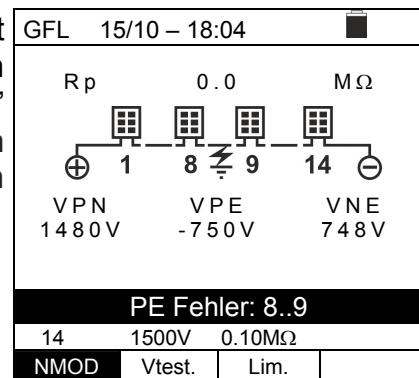 GFL 15/10 – 18:04
Rp 0.0 MΩ
1 8 9 14
VPN VPE VNE
1480V -750V 748V
PE Fehler: 8..9
14 1500V 0.10MΩ
NMOD Vtest. Lim.